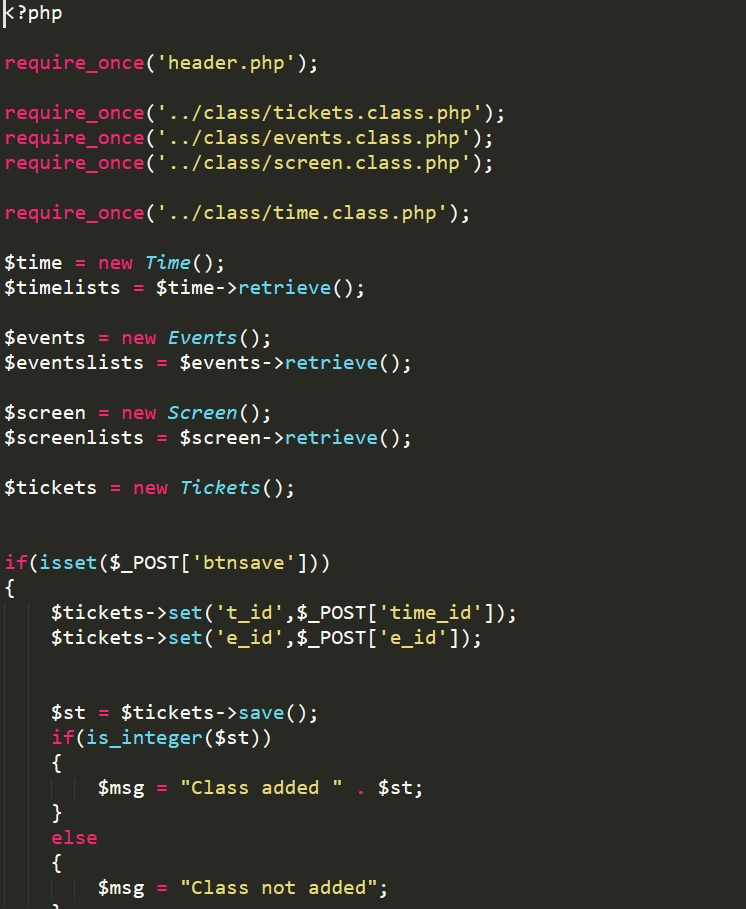 <?php
require_once('header.php');
require_once('../class/tickets.class.php');
require_once('../class/events.class.php');
require_once('../class/screen.class.php');
require_once('../class/time.class.php');
$time = new Time();
$timelists = $time->retrieve();
$events = new Events();
$eventslists = $events->retrieve();
$screen = new Screen();
$screenlists = $screen->retrieve();
$tickets = new Tickets();
if(isset($_POST['btnsave']))
{
    $tickets->set('t_id',$_POST['time_id']);
    $tickets->set('e_id',$_POST['e_id']);
    $st = $tickets->save();
    if(is_integer($st))
    {
        $msg = "Class added " . $st;
    }
    else
    {
        $msg = "Class not added";
    }